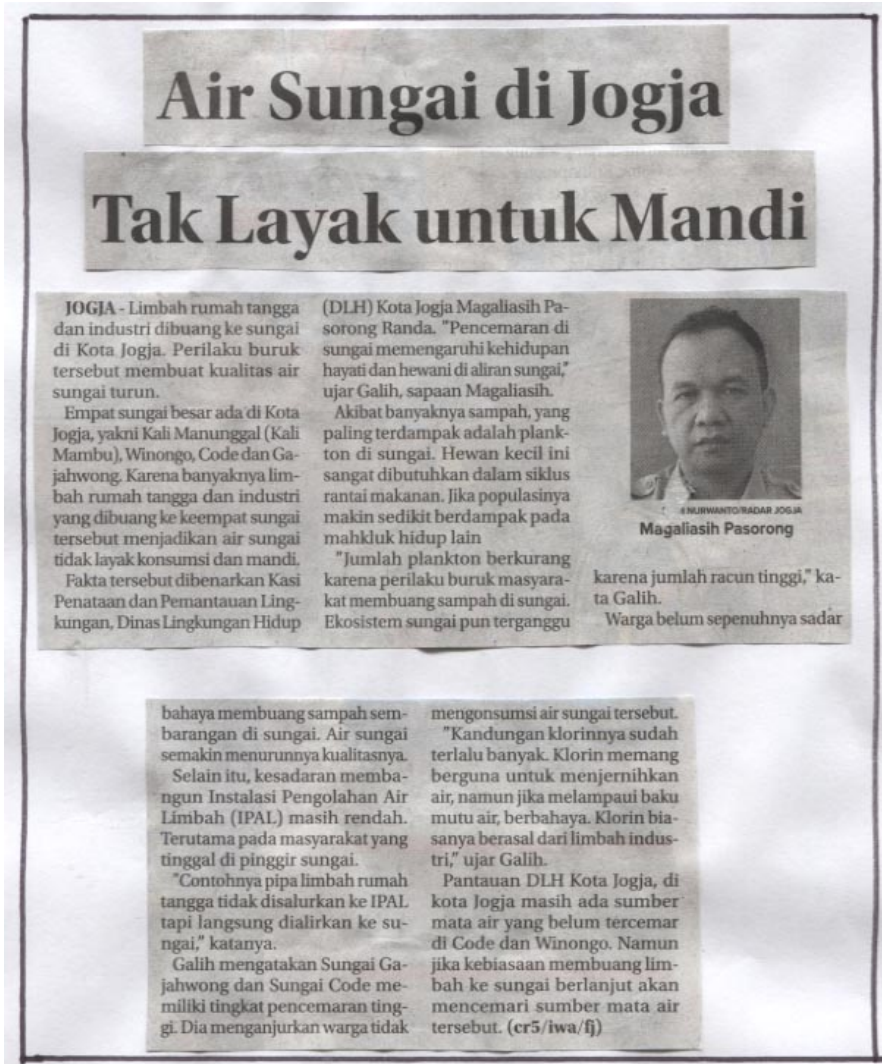 Air Sungai di Jogja
Tak Layak untuk Mandi
JOGJA - Limbah rumah tangga
dan industri dibuang ke sungai
di Kota Jogja. Perilaku buruk
tersebut membuat kualitas air
sungai turun.
Empat sungai besar ada di Kota
Jogja, yakni Kali Manunggal (Kali
Mambu), Winongo, Code dan Ga-
jahwong. Karena banyaknya lim-
bah rumah tangga dan industri
yang dibuang ke keempat sungai
tersebut menjadikan air sungai
tidak layak konsumsi dan mandi.
Fakta tersebut dibenarkan Kasi
Penataan dan Pemantauan Ling-
kungan, Dinas Lingkungan Hidup
(DLH) Kota Jogja Magaliasih Pa-
sorong Randa. "Pencemaran di
sungai memengaruhi kehidupan
hayati dan hewani di aliran sungai,"
ujar Galih, sapaan Magaliasih.
Akibat banyaknya sampah, yang
paling terdampak adalah plank-
ton di sungai. Hewan kecil ini
sangat dibutuhkan dalam siklus
rantai makanan. Jika populasinya
makin sedikit berdampak pada
mahkluk hidup lain
"Jumlah plankton berkurang
karena perilaku buruk masyara-
kat membuang sampah di sungai.
Ekosistem sungai pun terganggu
NURWANTO/RADAR JOGJA
Magaliasih Pasorong
karena jumlah racun tinggi," ka-
ta Galih.
Warga belum sepenuhnya sadar
bahaya membuang sampah sem-
barangan di sungai. Air sungai
semakin menurunnya kualitasnya.
Selain itu, kesadaran memba-
ngun Instalasi Pengolahan Air
Limbah (IPAL) masih rendah.
Terutama pada masyarakat yang
tinggal di pinggir sungai.
"Contohnya pipa limbah rumah
tangga tidak disalurkan ke IPAL
tapi langsung dialirkan ke su-
ngai," katanya.
Galih mengatakan Sungai Ga-
jahwong dan Sungai Code me-
miliki tingkat pencemaran ting-
gi. Dia menganjurkan warga tidak
mengonsumsi air sungai tersebut.
"Kandungan klorinnya sudah
terlalu banyak. Klorin memang
berguna untuk menjernihkan
air, namun jika melampaui baku
mutu air, berbahaya. Klorin bia-
sanya berasal dari limbah indus-
tri," ujar Galih.
Pantauan DLH Kota Jogja, di
kota Jogja masih ada sumber
mata air yang belum tercemar
di Code dan Winongo. Namun
jika kebiasaan membuang lim-
bah ke sungai berlanjut akan
mencemari sumber mata air
tersebut. (cr5/iwa/fj)